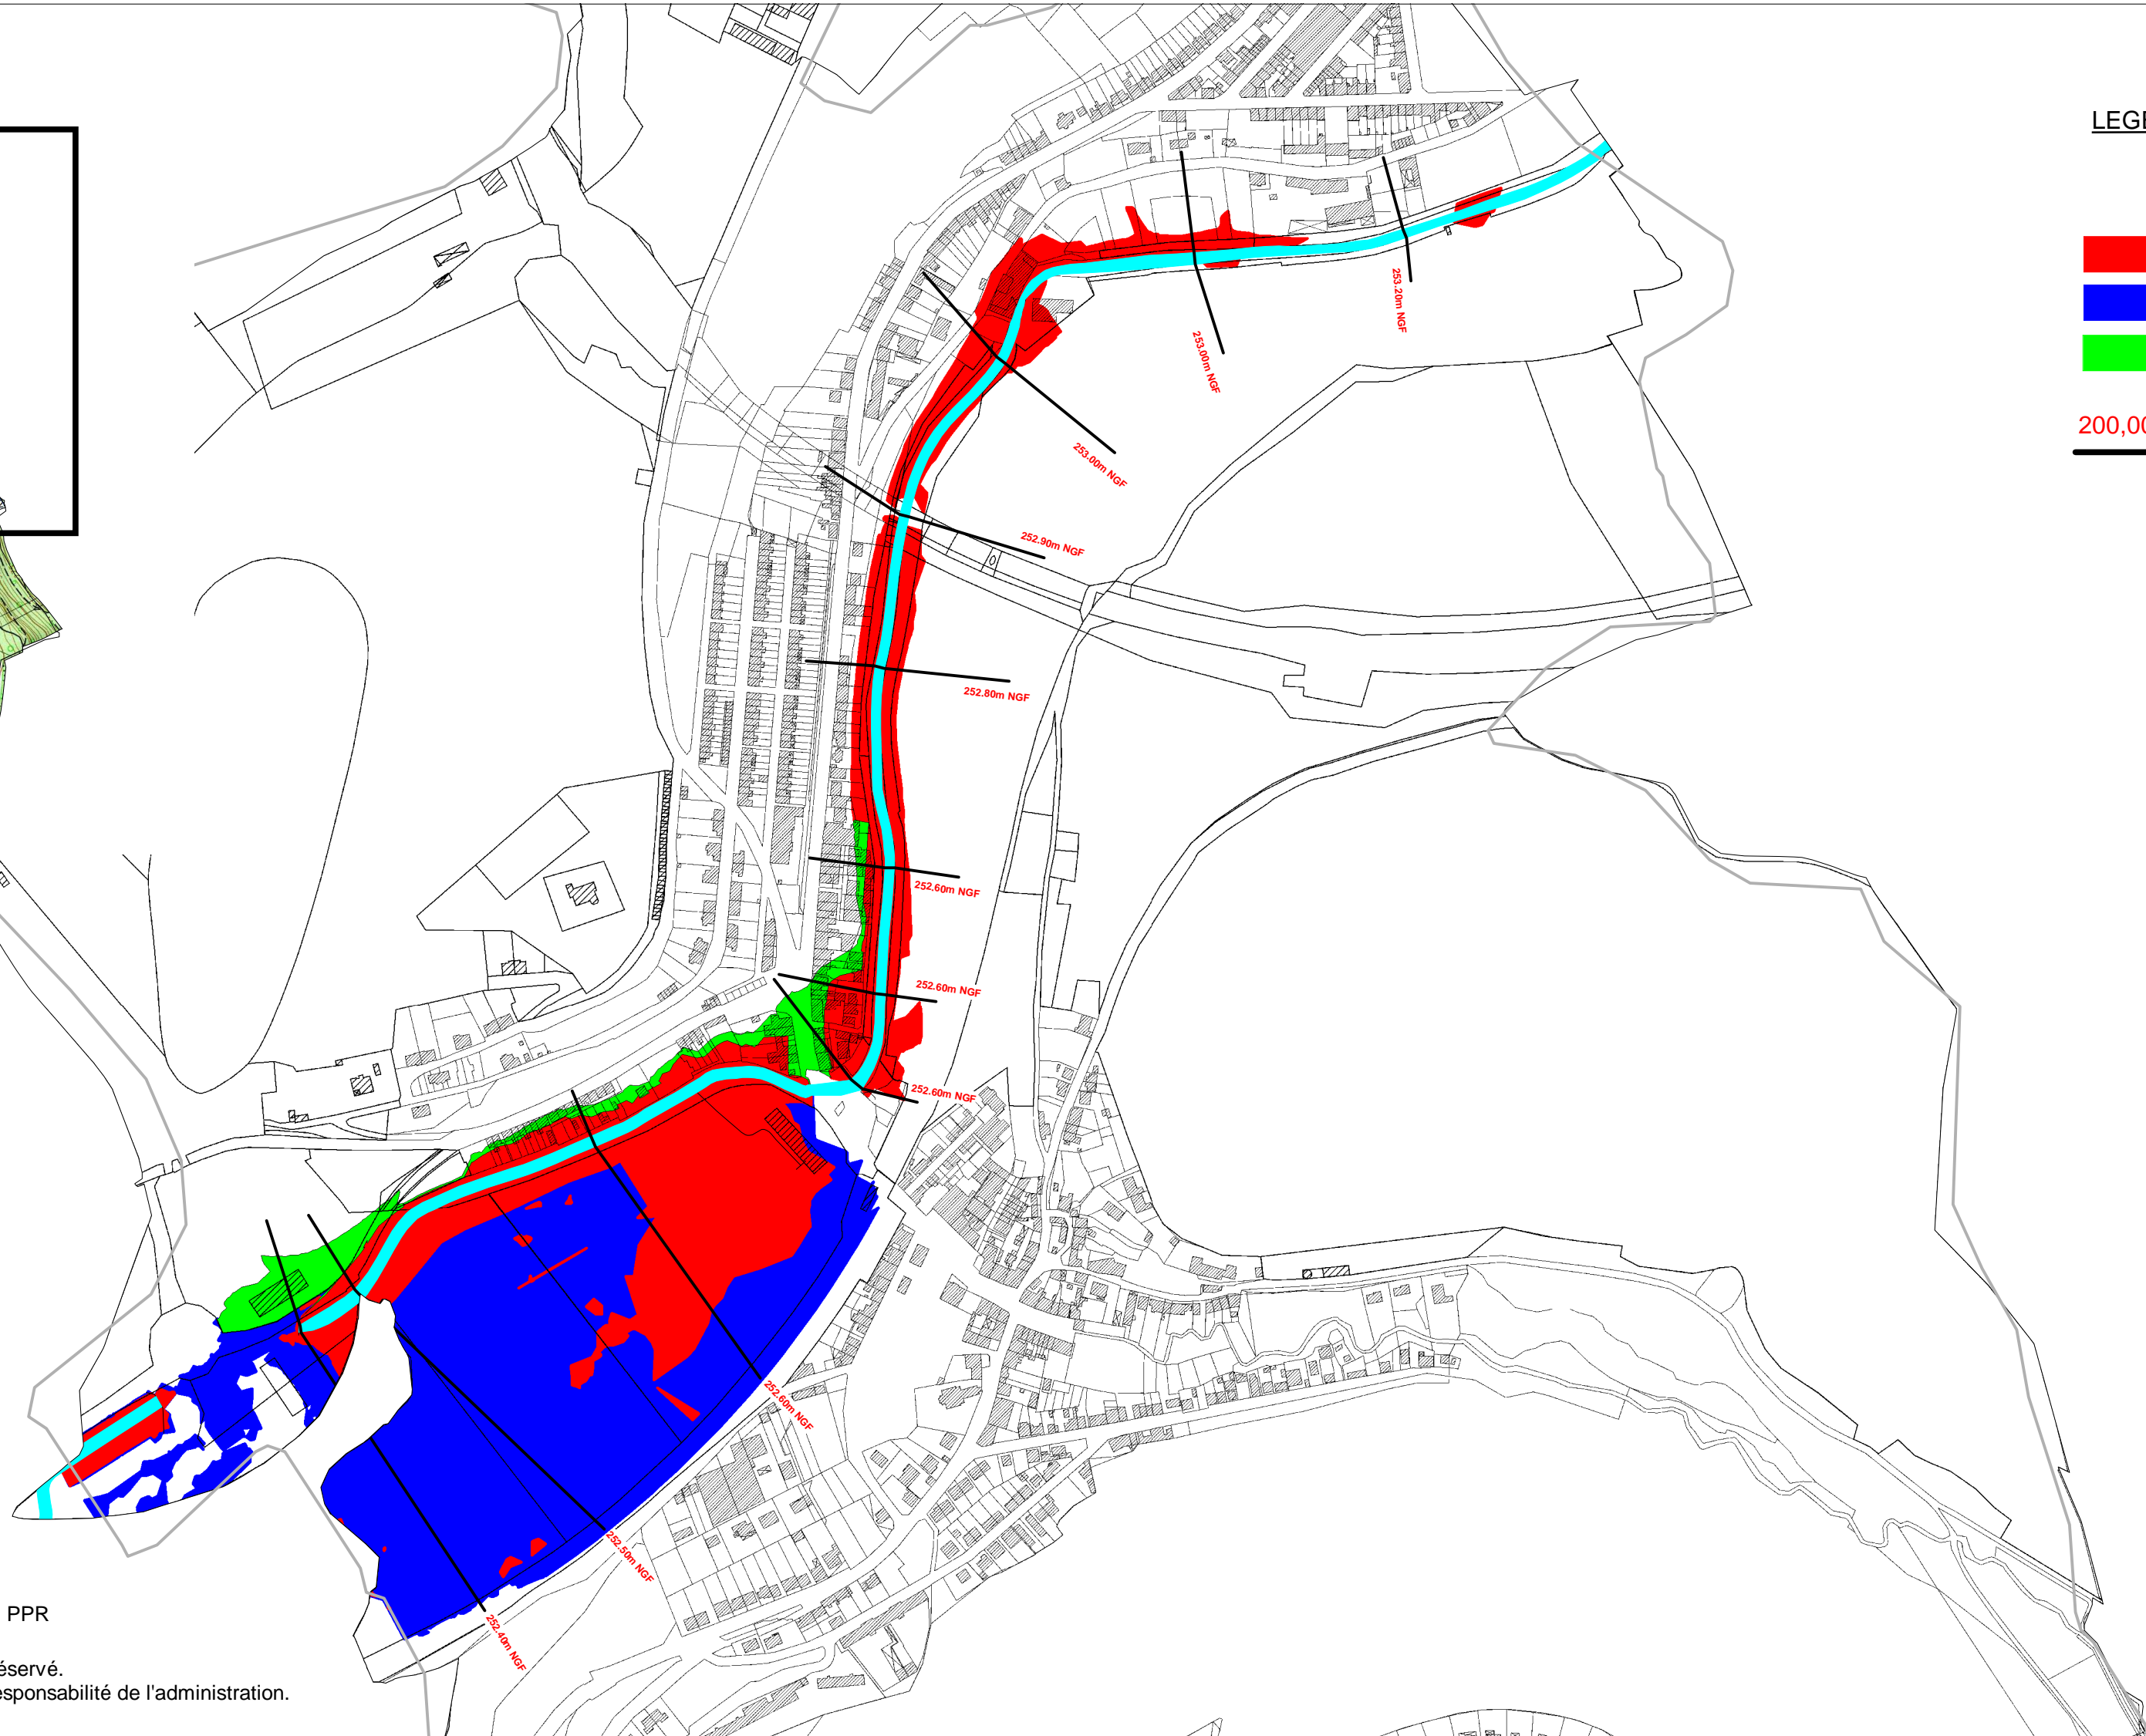 LEGE
200,00
253.20m NGF
253.00m NGF
253.00m NGF
252.90m NGF
252.80m NGF
252.60m NGF
252.60m NGF
252.60m NGF
252.60m NGF
252.50m NGF
252.40m NGF
PPR
éservé.
esponsabilité de l'administration.